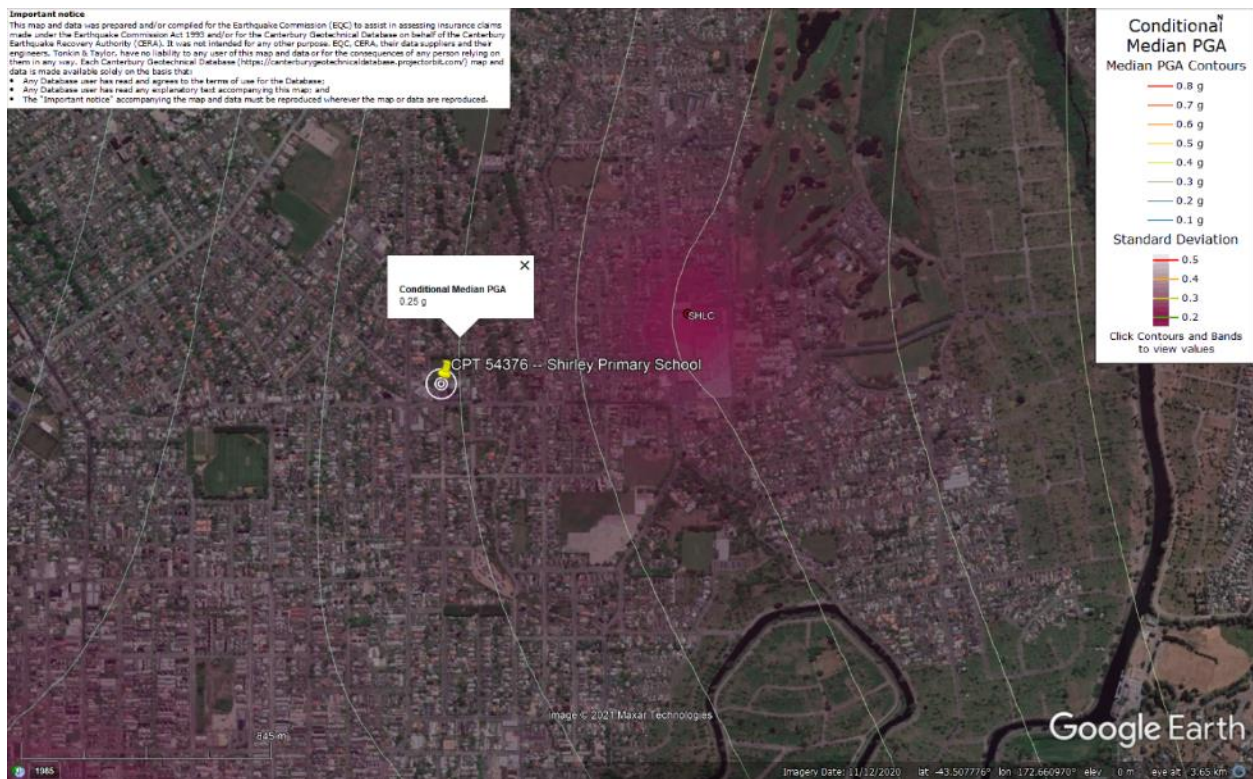 Important notice
This map and data was prepared and/or compiled for the Earthquake Commission (EQC) to assist in assessing insurance claims
made under the Earthquake Commission Act 1993 and/or for the Canterbury Geotechnical Database on behalf of the Canterbury
Earthquake Recovery Authority (CERA). It was not intended for any other purpose. EQC, CERA, their data suppliers and their
engineers, Tonkin & Taylor, have no liability to any user of this map and data or for the consequences of any person relying on
them in any way. Each Canterbury Geotechnical Database (https://canterburygeotechnicaldatabase.projectorbit.com/) map and
data is made available solely on the basis that:
• Any Database user has read and agrees to the terms of use for the Database;
• Any Database user has read any explanatory text accompanying this map; and
• The "Important notice" accompanying the map and data must be reproduced wherever the map or data are reproduced.
N
Conditional
Median PGA
Median PGA Contours
0.8 g
0.7 g
0.6 g
0.5 g
0.4 g
0.3 g
0.2 g
0.1 g
Standard Deviation
0.5
0.4
0.3
0.2
Click Contours and Bands
to view values
Conditional Median PGA
0.25 g
SHLC
CPT 54376 -- Shirley Primary School
Image © 2021 Maxar Technologies
Google Earth
845 m
1985
Imagery Date: 11/12/2020 lat -43.507776° lon 172.660970° elev 0 m eye alt 3.65 km